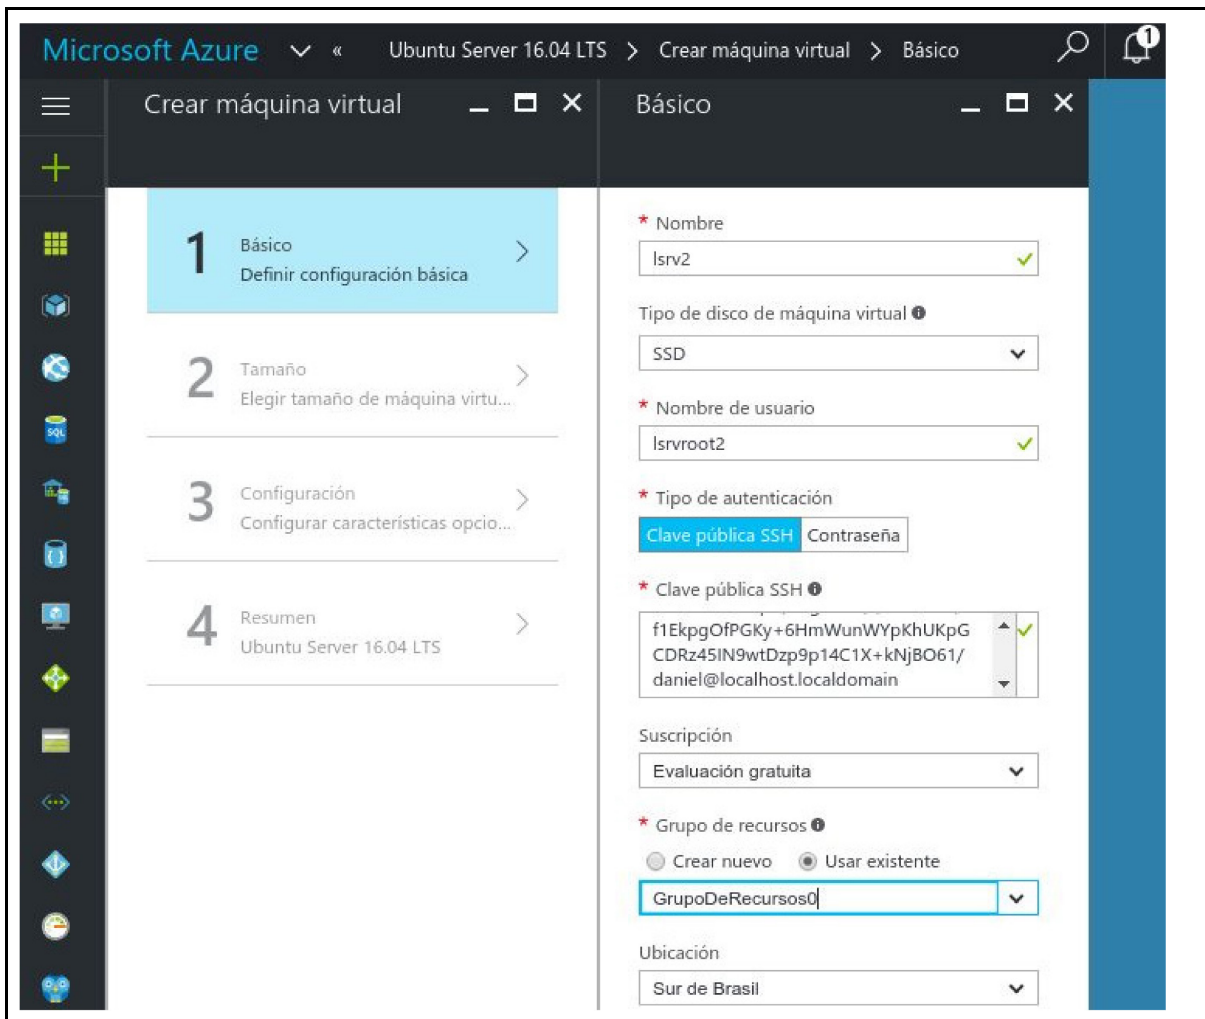 Microsoft Azure « Ubuntu Server 16.04 LTS > Crear máquina virtual > Básico 1
Crear máquina virtual
Básico
1 Básico
Definir configuración básica
2 Tamaño
Elegir tamaño de máquina virtu...
3 Configuración
Configurar características opcio...
4 Resumen
Ubuntu Server 16.04 LTS
SQL
* Nombre
lsrv2
Tipo de disco de máquina virtual
SSD
* Nombre de usuario
lsrvroot2
* Tipo de autenticación
Clave pública SSH Contraseña
* Clave pública SSH
f1EkpgOfPGKy+6HmWunWYpKhUKpG
CDRz45IN9wtDzp9p14C1X+kNjBO61/
daniel@localhost.localdomain
Suscripción
Evaluación gratuita
* Grupo de recursos
Crear nuevo Usar existente
GrupoDeRecursos0
Ubicación
Sur de Brasil